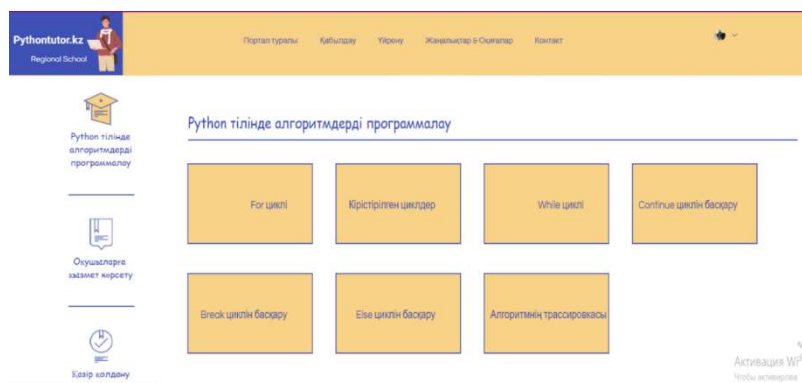 Pythontutor.kz
Regional School
Портал туралы Қабылдау Үйрену Жаңалықтар & Оқиғалар Контакт
Python тілінде
алгоритмдерді
программалау
Оқушыларға
қызмет көрсету
Қазір қолдану
Python тілінде алгоритмдерді программалау
For циклі Кірістірілген циклдер While циклі Continue циклін басқару
Breack циклін басқару Else циклін басқару Алгоритмнің трассировкасы
Активация
Чтобы